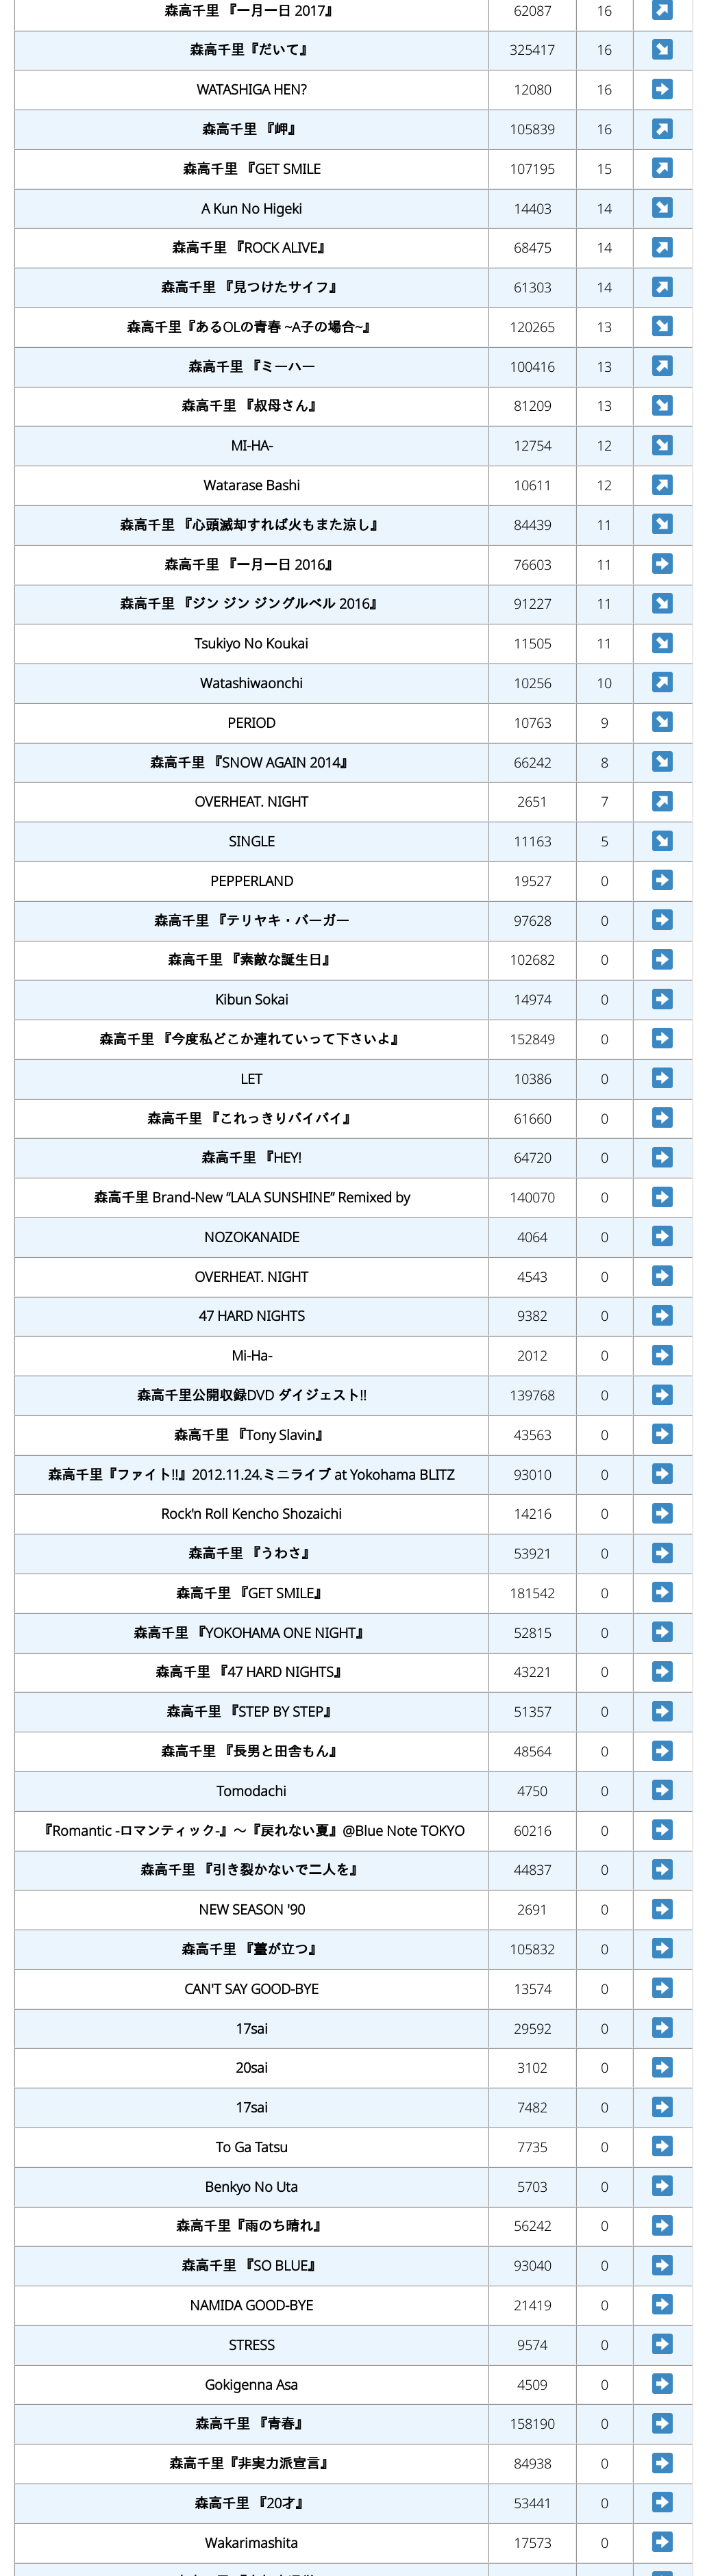 森高千里 『一月一日 2017』 62087 16
森高千里『だいて』 325417 16
WATASHIGA HEN? 12080 16
森高千里 『岬』 105839 16
森高千里 『GET SMILE 107195 15
A Kun No Higeki 14403 14
森高千里 『ROCK ALIVE』 68475 14
森高千里 『見つけたサイフ』 61303 14
森高千里『あるOLの青春 ~A子の場合~』 120265 13
森高千里 『ミーハー 100416 13
森高千里 『叔母さん』 81209 13
MI-HA- 12754 12
Watarase Bashi 10611 12
森高千里 『心頭滅却すれば火もまた涼し』 84439 11
森高千里 『一月一日 2016』 76603 11
森高千里 『ジン ジン ジングルベル 2016』 91227 11
Tsukiyo No Koukai 11505 11
Watashiwaonchi 10256 10
PERIOD 10763 9
森高千里 『SNOW AGAIN 2014』 66242 8
OVERHEAT. NIGHT 2651 7
SINGLE 11163 5
PEPPERLAND 19527 0
森高千里 『テリヤキ・バーガー 97628 0
森高千里 『素敵な誕生日』 102682 0
Kibun Sokai 14974 0
森高千里 『今度私どこか連れていって下さいよ』 152849 0
LET 10386 0
森高千里 『これっきりバイバイ』 61660 0
森高千里 『HEY! 64720 0
森高千里 Brand-New “LALA SUNSHINE” Remixed by 140070 0
NOZOKANAIDE 4064 0
OVERHEAT. NIGHT 4543 0
47 HARD NIGHTS 9382 0
Mi-Ha- 2012 0
森高千里公開収録DVD ダイジェスト!! 139768 0
森高千里 『Tony Slavin』 43563 0
森高千里『ファイト!!』2012.11.24.ミニライブ at Yokohama BLITZ 93010 0
Rock'n Roll Kencho Shozaichi 14216 0
森高千里 『うわさ』 53921 0
森高千里 『GET SMILE』 181542 0
森高千里 『YOKOHAMA ONE NIGHT』 52815 0
森高千里 『47 HARD NIGHTS』 43221 0
森高千里 『STEP BY STEP』 51357 0
森高千里 『長男と田舎もん』 48564 0
Tomodachi 4750 0
『Romantic -ロマンティック-』〜『戻れない夏』@Blue Note TOKYO 60216 0
森高千里 『引き裂かないで二人を』 44837 0
NEW SEASON '90 2691 0
森高千里 『薹が立つ』 105832 0
CAN'T SAY GOOD-BYE 13574 0
17sai 29592 0
20sai 3102 0
17sai 7482 0
To Ga Tatsu 7735 0
Benkyo No Uta 5703 0
森高千里『雨のち晴れ』 56242 0
森高千里 『SO BLUE』 93040 0
NAMIDA GOOD-BYE 21419 0
STRESS 9574 0
Gokigenna Asa 4509 0
森高千里 『青春』 158190 0
森高千里『非実力派宣言』 84938 0
森高千里 『20才』 53441 0
Wakarimashita 17573 0